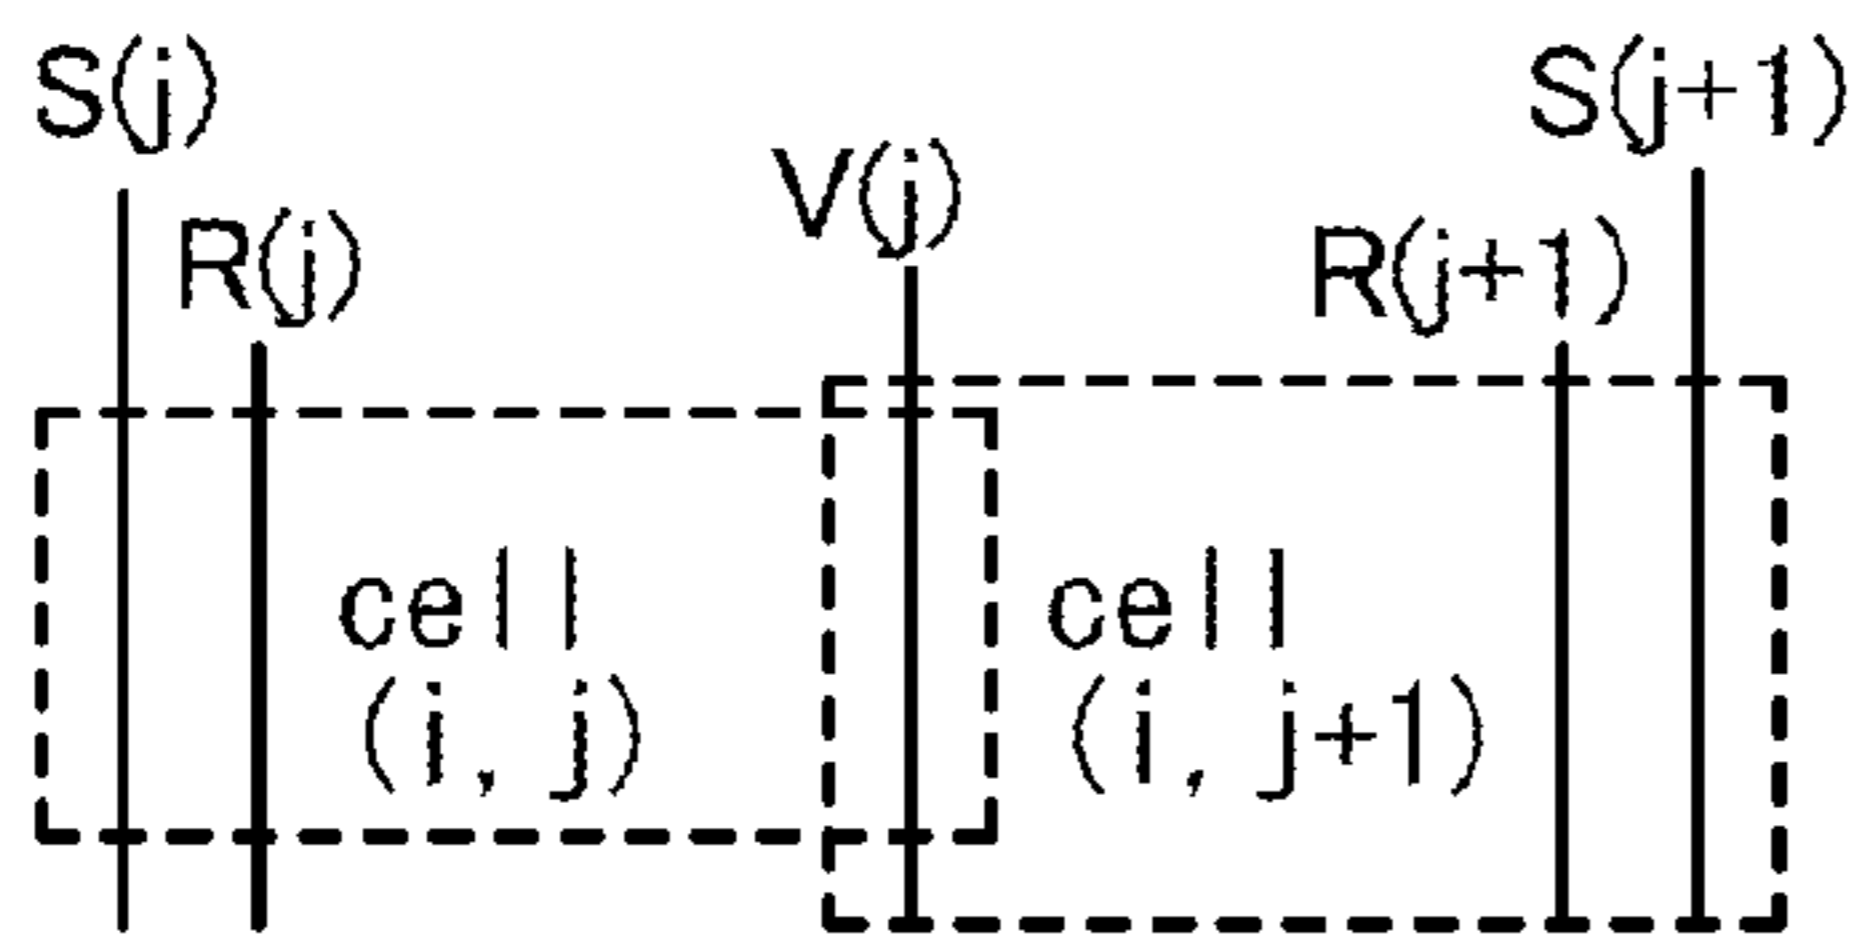 S(j)
S(j+1)
V(j)
R(j)
R(j+1)
cell
(i, j)
cell
(i, j+1)